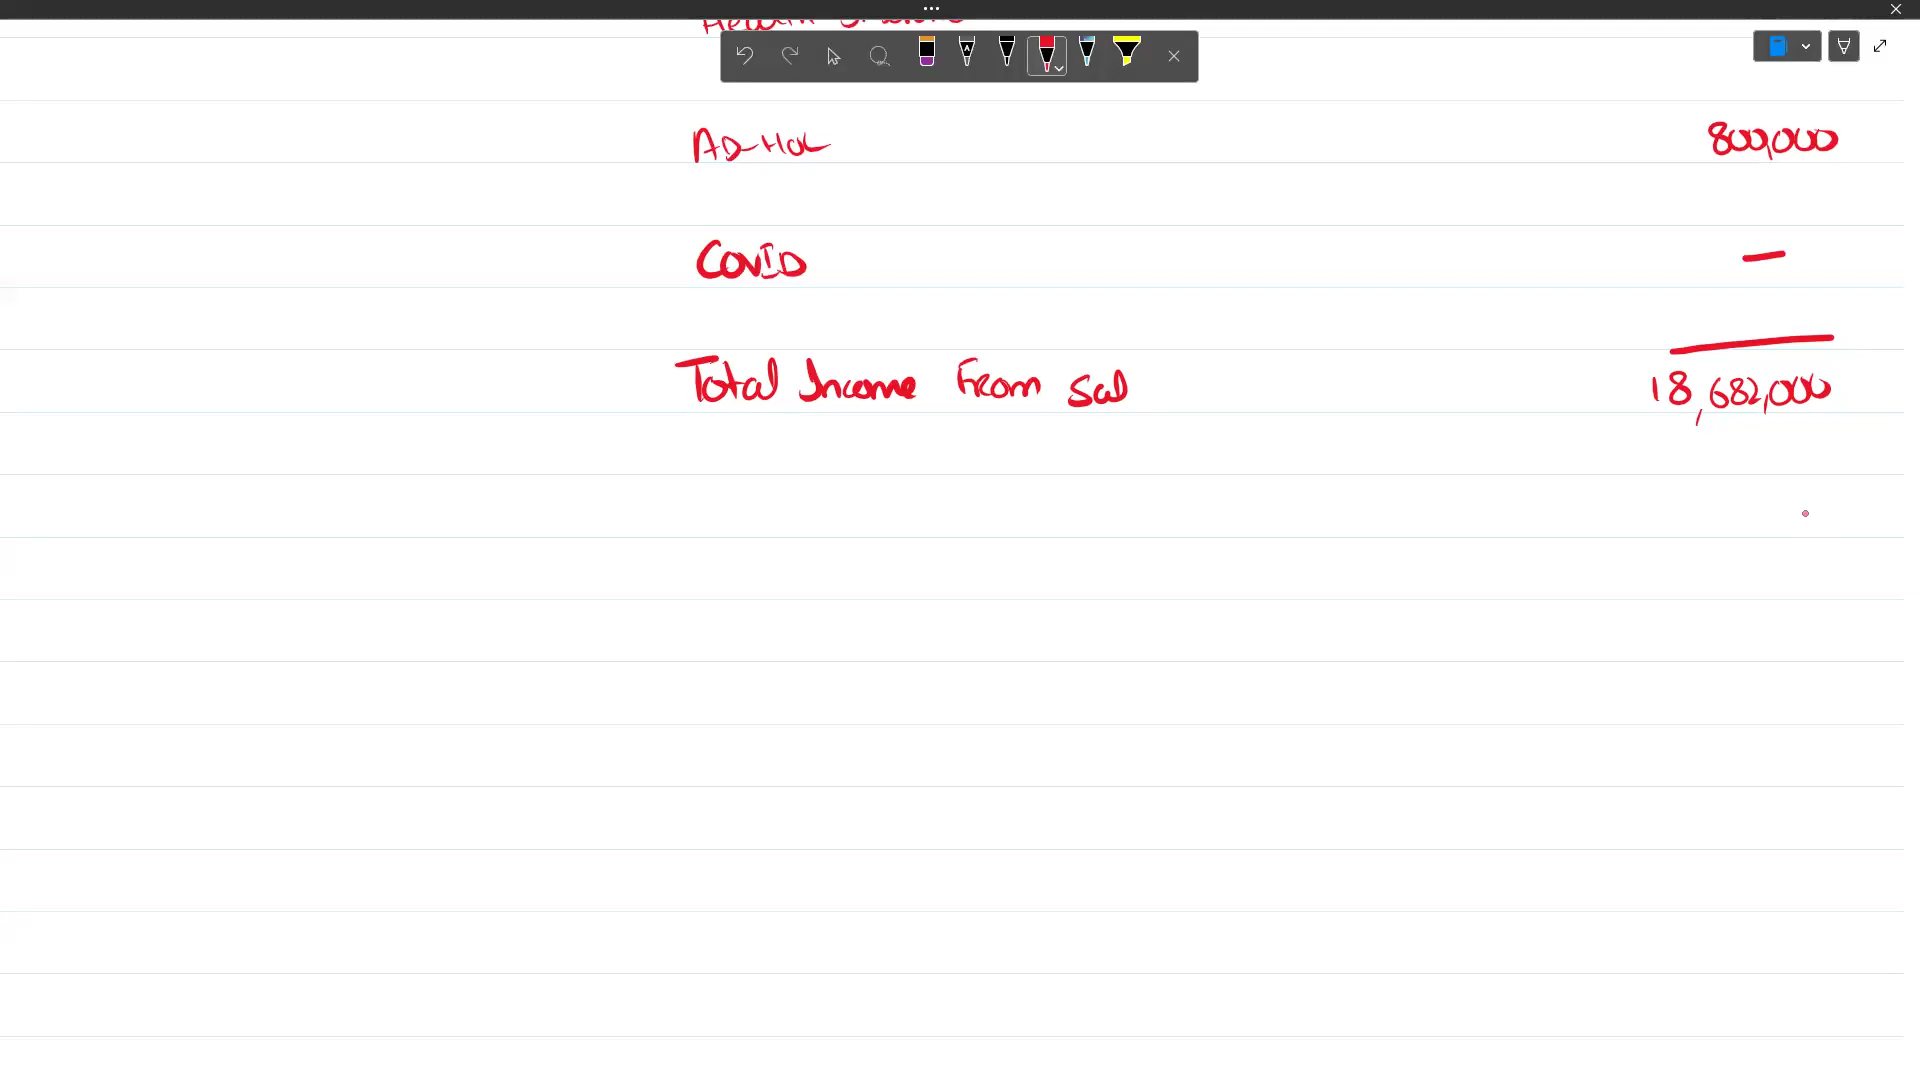 AD-Hoc 800,000
COVID —
Total Income From Sal 18,682,000